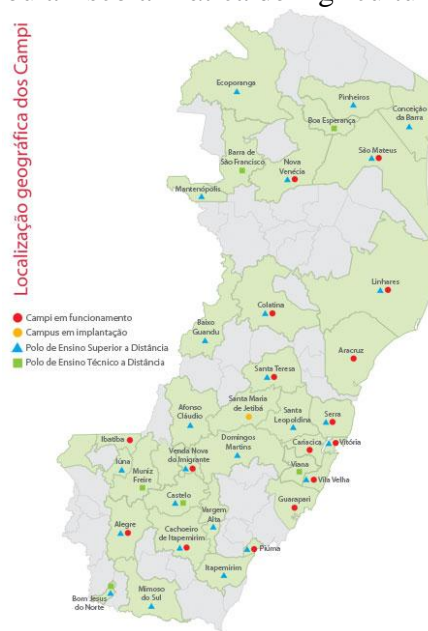 Localização geográfica dos Campi
Ecoporanga
Pinheiros
Conceição
da Barra
Boa Esperança
Barra de
São Francisco
Nova
Venécia
São Mateus
Mantenópolis
Linhares
Colatina
Baixo
Guandu
Aracruz
Campi em funcionamento
Campus em implantação
Polo de Ensino Superior a Distância
Polo de Ensino Técnico a Distância
Santa Teresa
Afonso
Cláudio
Santa Maria
de Jetibá
Santa
Leopoldina
Serra
Ibatiba
Venda Nova
do Imigrante
Domingos
Martins
Cariacica
Vitória
Iúna
Muniz
Freire
Viana
Vila Velha
Castelo
Vargem
Alta
Guarapari
Alegre
Cachoeiro
de Itapemirim
Piúma
Itapemirim
Bom Jesus
do Norte
Mimoso
do Sul